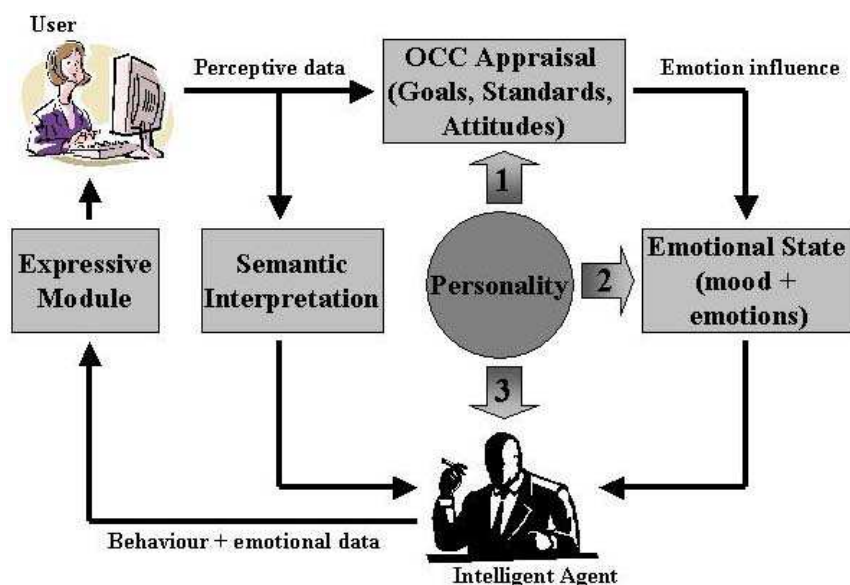 User
Perceptive data
OCC Appraisal
(Goals, Standards,
Attitudes)
Emotion influence
1
Expressive
Module
Semantic
Interpretation
Personality
2
Emotional State
(mood +
emotions)
3
Behaviour + emotional data
Intelligent Agent